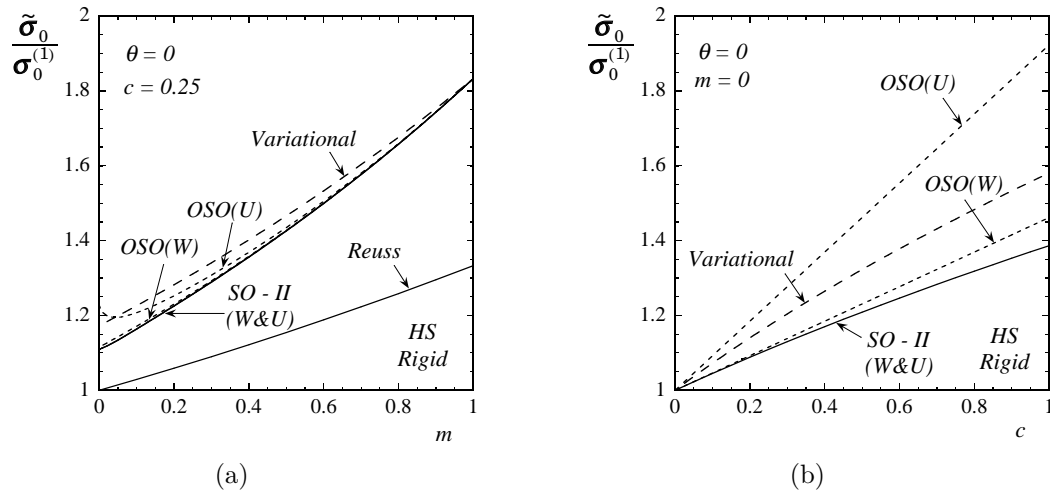 σ̃₀
σ₀⁽¹⁾
2
1.8
1.6
1.4
1.2
1
θ = 0
c = 0.25
Variational
OSO(U)
OSO(W)
Reuss
SO - II
(W&U)
HS
Rigid
0 0.2 0.4 0.6 0.8 1
m
(a)
σ̃₀
σ₀⁽¹⁾
2
1.8
1.6
1.4
1.2
1
θ = 0
m = 0
OSO(U)
OSO(W)
Variational
SO - II
(W&U)
HS
Rigid
0 0.2 0.4 0.6 0.8 1
c
(b)